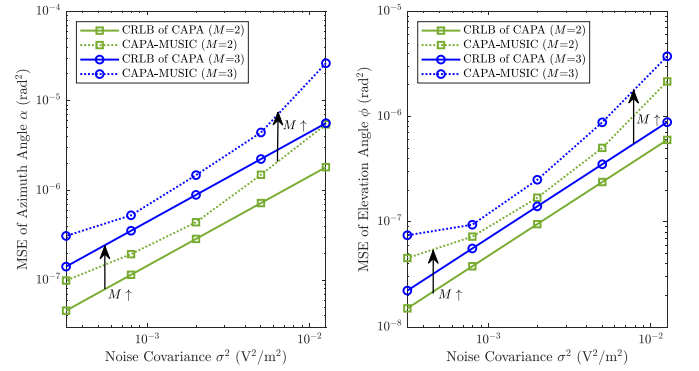 CRLB of CAPA (M=2)
CAPA-MUSIC (M=2)
CRLB of CAPA (M=3)
CAPA-MUSIC (M=3)
M ↑
M ↑
10⁻⁴
10⁻⁵
10⁻⁶
10⁻⁷
MSE of Azimuth Angle α (rad²)
10⁻³
10⁻²
Noise Covariance σ² (V²/m²)
CRLB of CAPA (M=2)
CAPA-MUSIC (M=2)
CRLB of CAPA (M=3)
CAPA-MUSIC (M=3)
M ↑
M ↑
10⁻⁵
10⁻⁶
10⁻⁷
10⁻⁸
MSE of Elevation Angle ϕ (rad²)
10⁻³
10⁻²
Noise Covariance σ² (V²/m²)